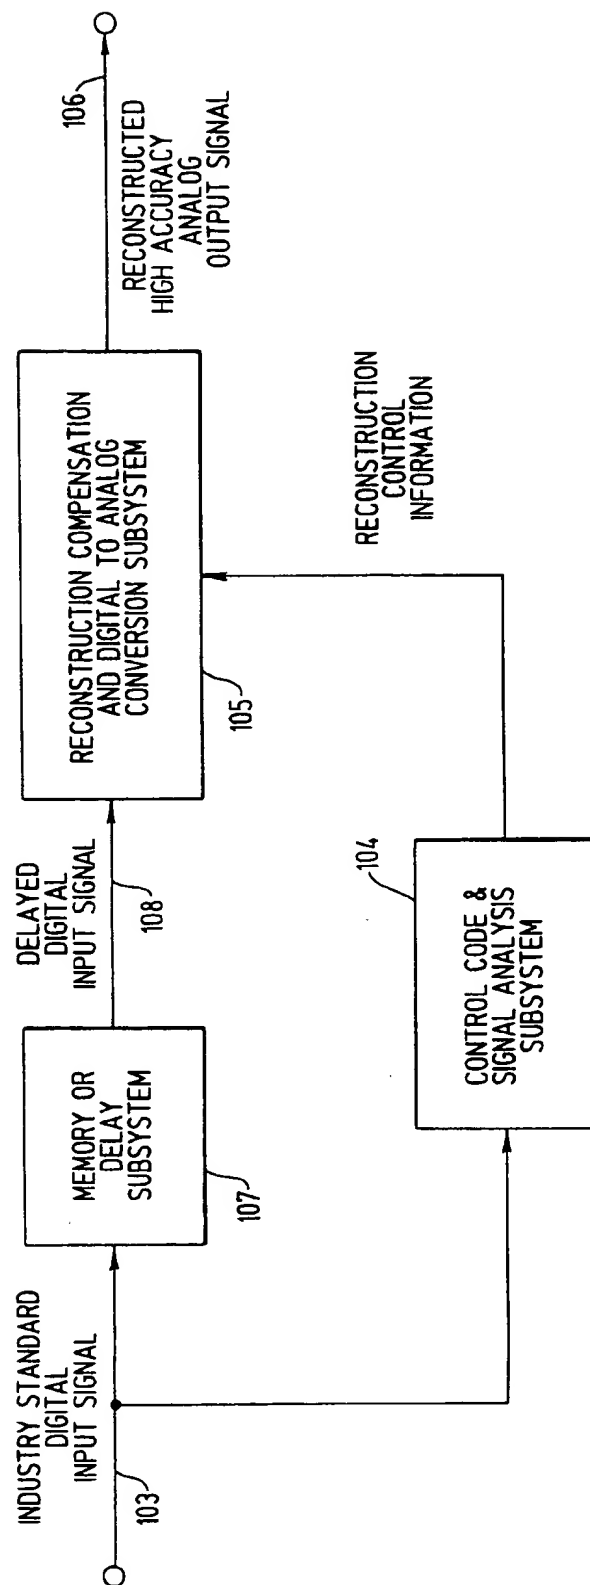 INDUSTRY STANDARD
DIGITAL
INPUT SIGNAL
103
MEMORY OR
DELAY
SUBSYSTEM
107
DELAYED
DIGITAL
INPUT SIGNAL
108
RECONSTRUCTION COMPENSATION
AND DIGITAL TO ANALOG
CONVERSION SUBSYSTEM
105
RECONSTRUCTED
HIGH ACCURACY
ANALOG
OUTPUT SIGNAL
106
CONTROL CODE &
SIGNAL ANALYSIS
SUBSYSTEM
104
RECONSTRUCTION
CONTROL
INFORMATION